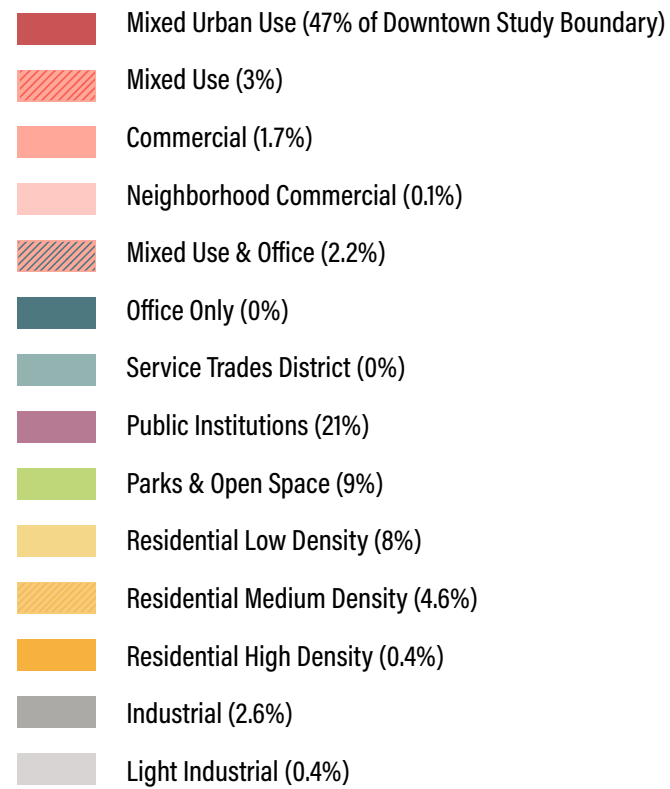 Mixed Urban Use (47% of Downtown Study Boundary)
Mixed Use (3%)
Commercial (1.7%)
Neighborhood Commercial (0.1%)
Mixed Use & Office (2.2%)
Office Only (0%)
Service Trades District (0%)
Public Institutions (21%)
Parks & Open Space (9%)
Residential Low Density (8%)
Residential Medium Density (4.6%)
Residential High Density (0.4%)
Industrial (2.6%)
Light Industrial (0.4%)